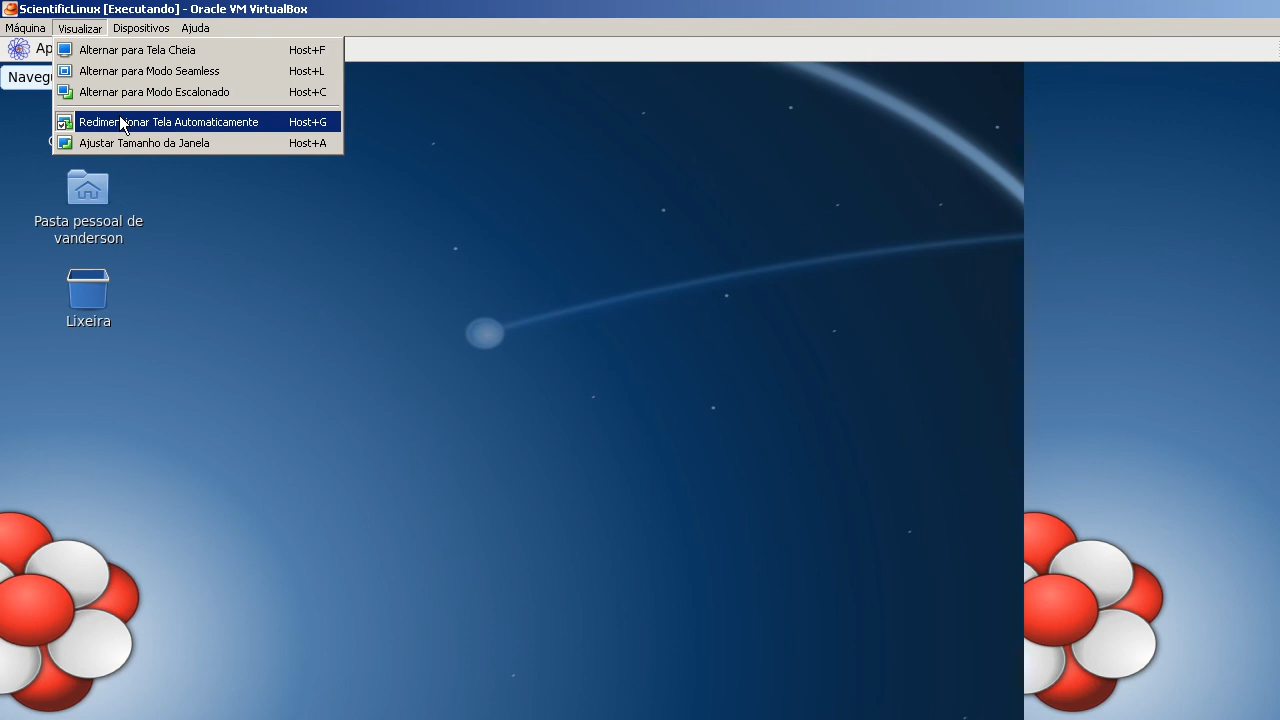 ScientificLinux [Executando] - Oracle VM VirtualBox
Máquina Visualizar Dispositivos Ajuda
Alternar para Tela Cheia Host+F
Alternar para Modo Seamless Host+L
Alternar para Modo Escalonado Host+C
Redimensionar Tela Automaticamente Host+G
Ajustar Tamanho da Janela Host+A
Ap
Naveg
Pasta pessoal de
vanderson
Lixeira